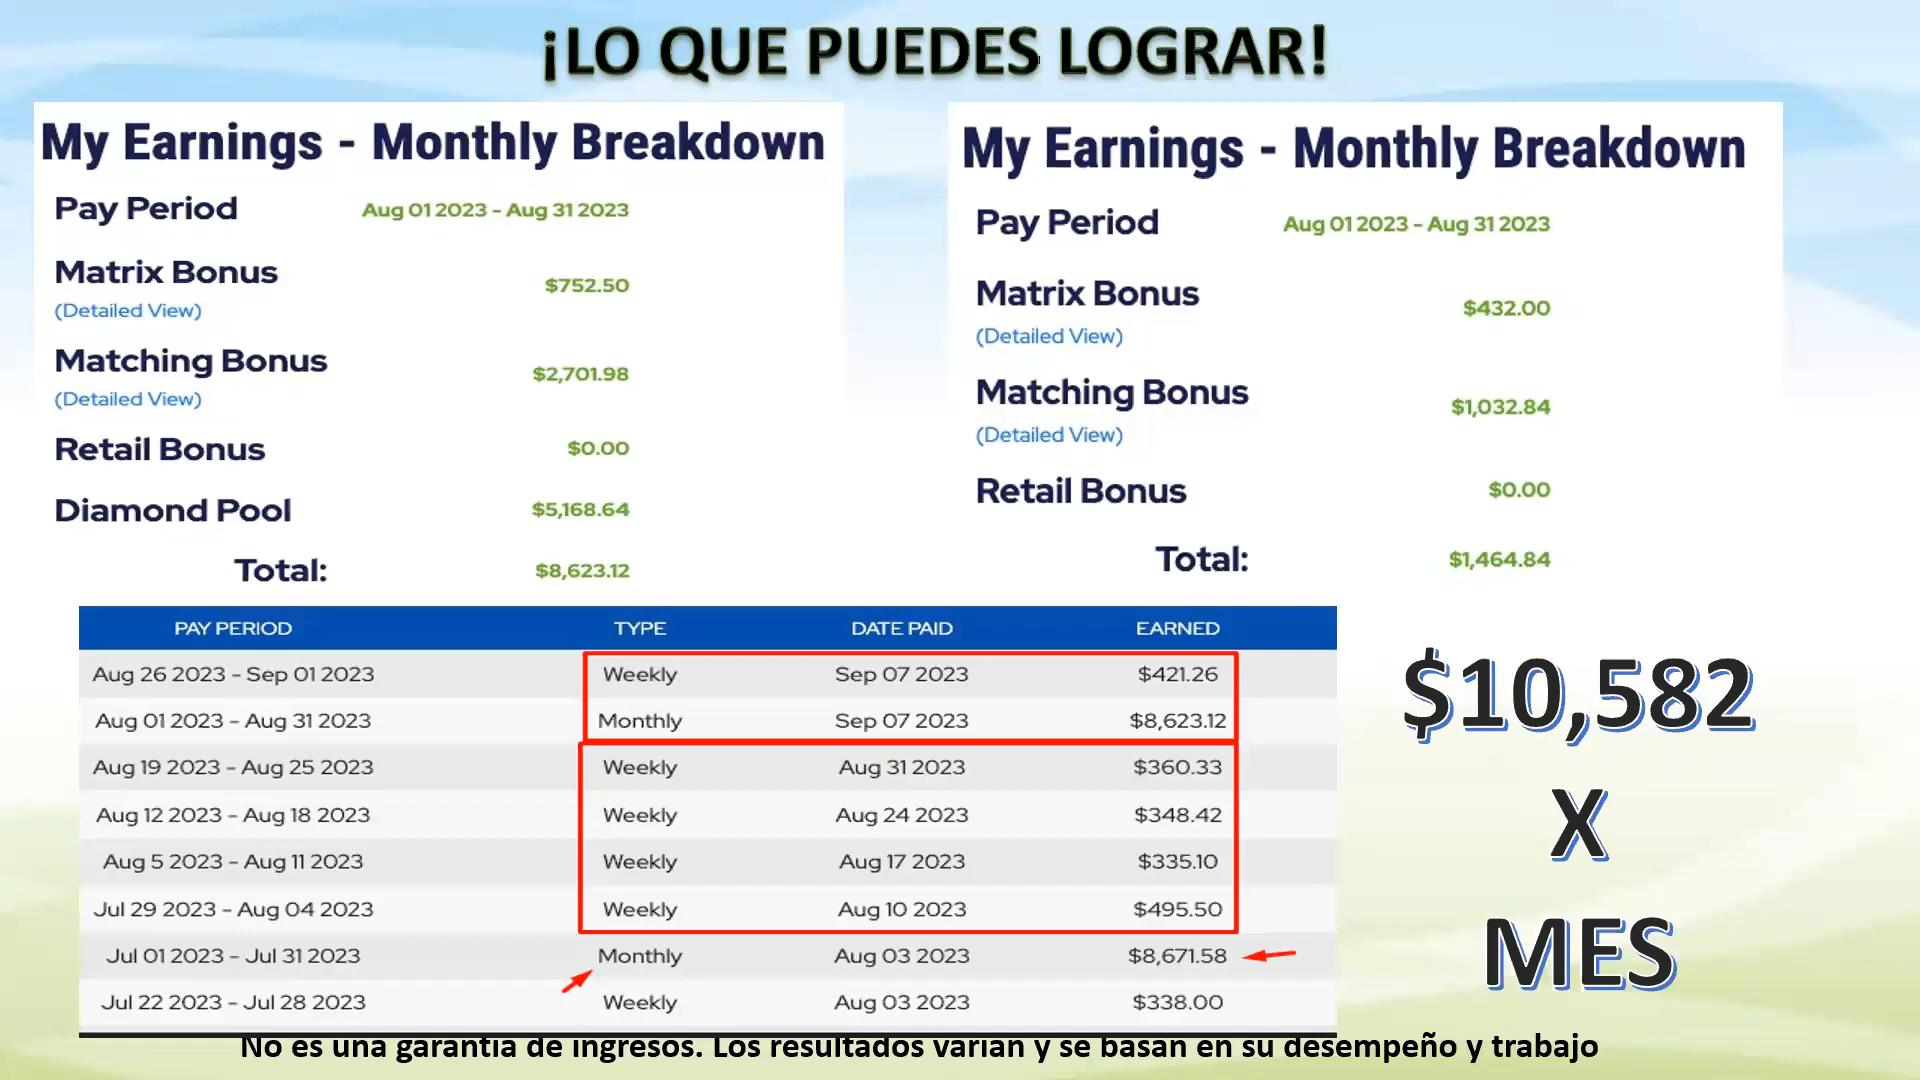 ¡LO QUE PUEDES LOGRAR!
My Earnings - Monthly Breakdown
Pay Period Aug 01 2023 - Aug 31 2023
Matrix Bonus $752.50
(Detailed View)
Matching Bonus $2,701.98
(Detailed View)
Retail Bonus $0.00
Diamond Pool $5,168.64
Total: $8,623.12
My Earnings - Monthly Breakdown
Pay Period Aug 01 2023 - Aug 31 2023
Matrix Bonus $432.00
(Detailed View)
Matching Bonus $1,032.84
(Detailed View)
Retail Bonus $0.00
Total: $1,464.84
PAY PERIOD TYPE DATE PAID EARNED
Aug 26 2023 - Sep 01 2023 Weekly Sep 07 2023 $421.26
Aug 01 2023 - Aug 31 2023 Monthly Sep 07 2023 $8,623.12
Aug 19 2023 - Aug 25 2023 Weekly Aug 31 2023 $360.33
Aug 12 2023 - Aug 18 2023 Weekly Aug 24 2023 $348.42
Aug 5 2023 - Aug 11 2023 Weekly Aug 17 2023 $335.10
Jul 29 2023 - Aug 04 2023 Weekly Aug 10 2023 $495.50
Jul 01 2023 - Jul 31 2023 Monthly Aug 03 2023 $8,671.58
Jul 22 2023 - Jul 28 2023 Weekly Aug 03 2023 $338.00
$10,582
X
MES
No es una garantía de ingresos. Los resultados varían y se basan en su desempeño y trabajo